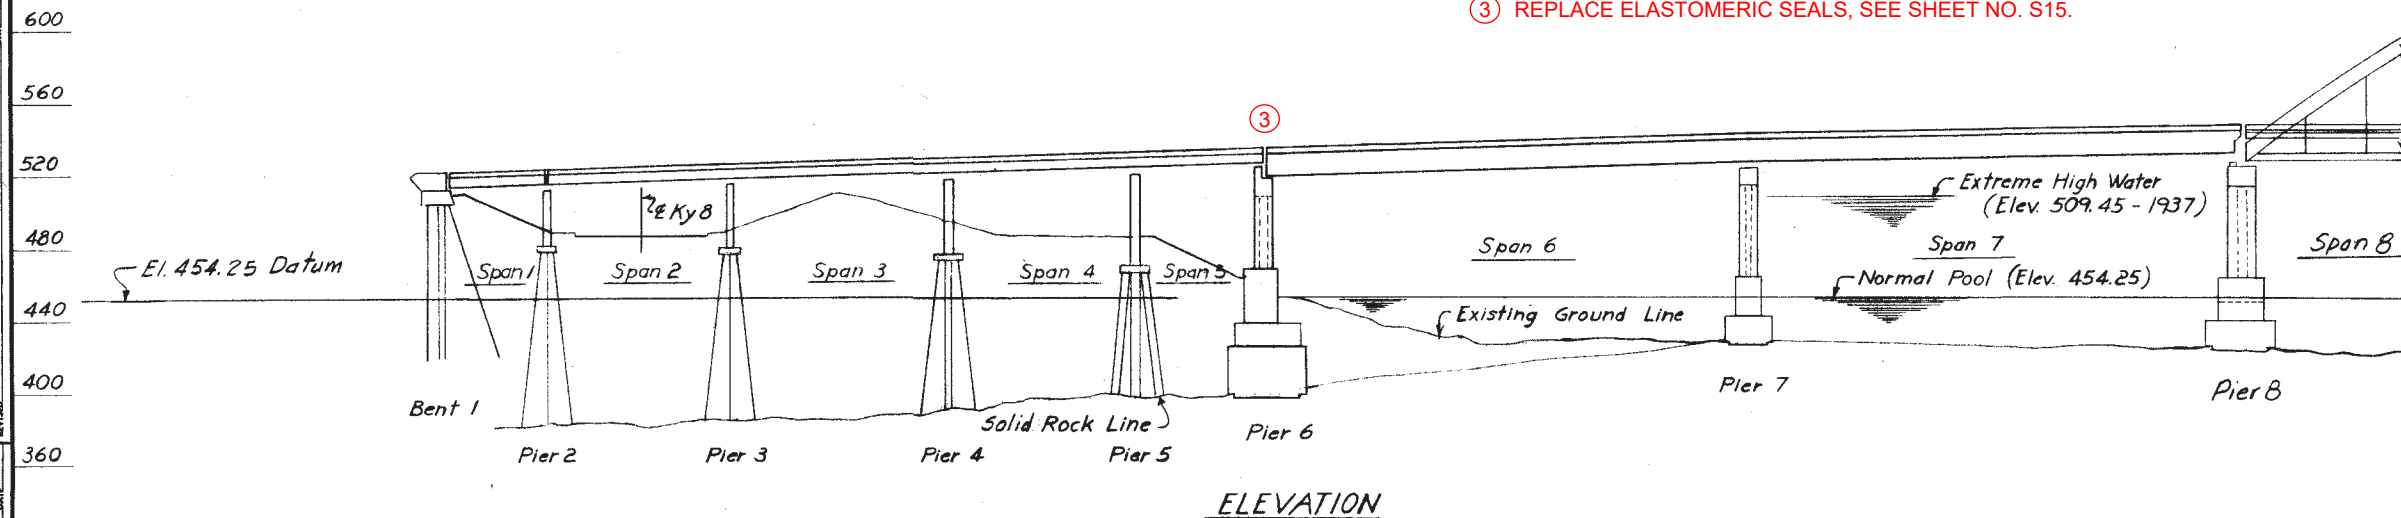 ③ REPLACE ELASTOMERIC SEALS, SEE SHEET NO. S15.
600
560
520
480
440
400
360
③
℄ Ky 8
Extreme High Water
(Elev. 509.45 - 1937)
El. 454.25 Datum
Span 1
Span 2
Span 3
Span 4
Span 5
Span 6
Span 7
Span 8
Normal Pool (Elev. 454.25)
Existing Ground Line
Solid Rock Line
Bent 1
Pier 2
Pier 3
Pier 4
Pier 5
Pier 6
Pier 7
Pier 8
ELEVATION